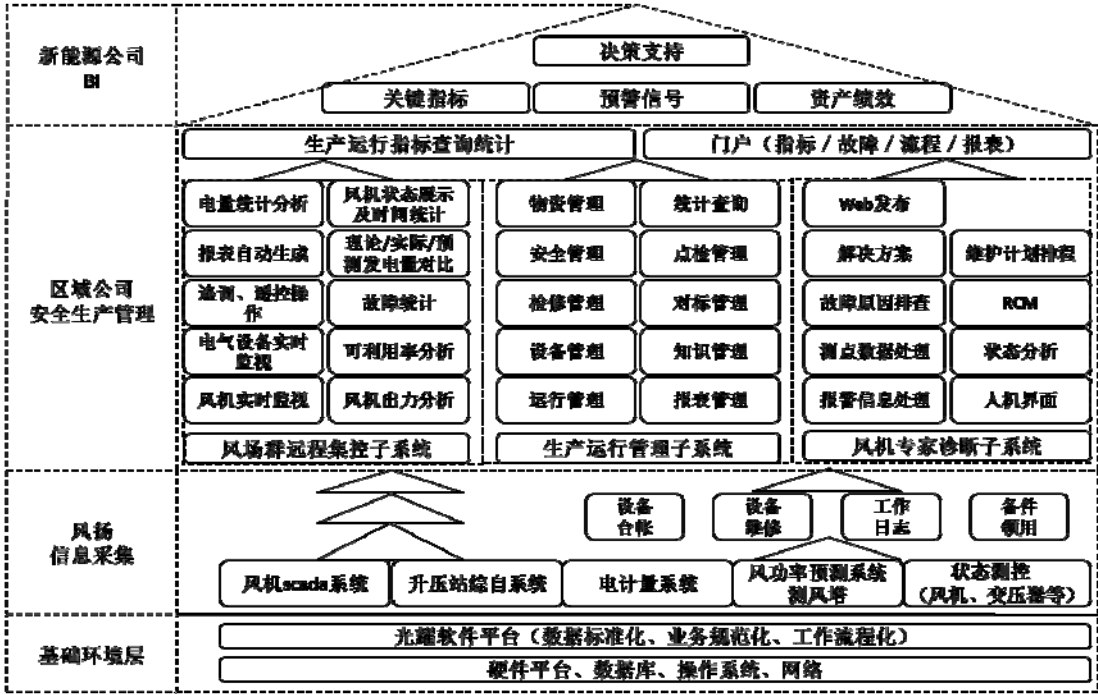 新能源公司
BI
决策支持
关键指标
预警信号
资产绩效
区域公司
安全生产管理
生产运行指标查询统计
门户（指标/故障/流程/报表）
电量统计分析
风机状态展示
及时间统计
报表自动生成
理论/实际/预
测发电量对比
遥调、遥控操
作
故障统计
电气设备实时
监视
可利用率分析
风机实时监视
风机出力分析
风场群远程集控子系统
物资管理
统计查询
安全管理
点检管理
检修管理
对标管理
设备管理
知识管理
运行管理
报表管理
生产运行管理子系统
Web发布
解决方案
维护计划排程
故障原因排查
RCM
测点数据处理
状态分析
报警信息处理
人机界面
风机专家诊断子系统
风扬
信息采集
设备
台帐
设备
维修
工作
日志
备件
领用
风机scada系统
升压站综自系统
电计量系统
风功率预测系统
测风塔
状态测控
（风机、变压器等）
基础环境层
光耀软件平台（数据标准化、业务规范化、工作流程化）
硬件平台、数据库、操作系统、网络